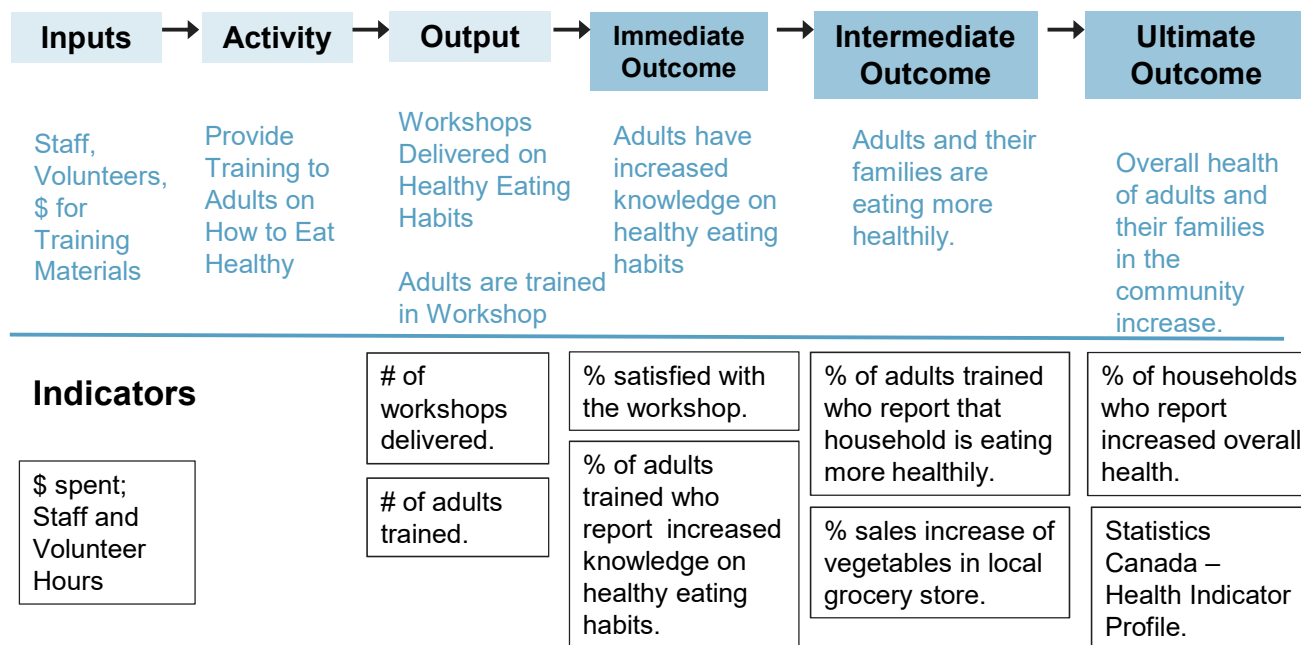 Inputs
Activity
Output
Immediate
Outcome
Intermediate
Outcome
Ultimate
Outcome
Staff,
Volunteers,
$ for
Training
Materials
Provide
Training to
Adults on
How to Eat
Healthy
Workshops
Delivered on
Healthy Eating
Habits
Adults are trained
in Workshop
Adults have
increased
knowledge on
healthy eating
habits
Adults and their
families are
eating more
healthily.
Overall health
of adults and
their families
in the
community
increase.
Indicators
$ spent;
Staff and
Volunteer
Hours
# of
workshops
delivered.
# of adults
trained.
% satisfied with
the workshop.
% of adults
trained who
report increased
knowledge on
healthy eating
habits.
% of adults trained
who report that
household is eating
more healthily.
% sales increase of
vegetables in local
grocery store.
% of households
who report
increased overall
health.
Statistics
Canada –
Health Indicator
Profile.